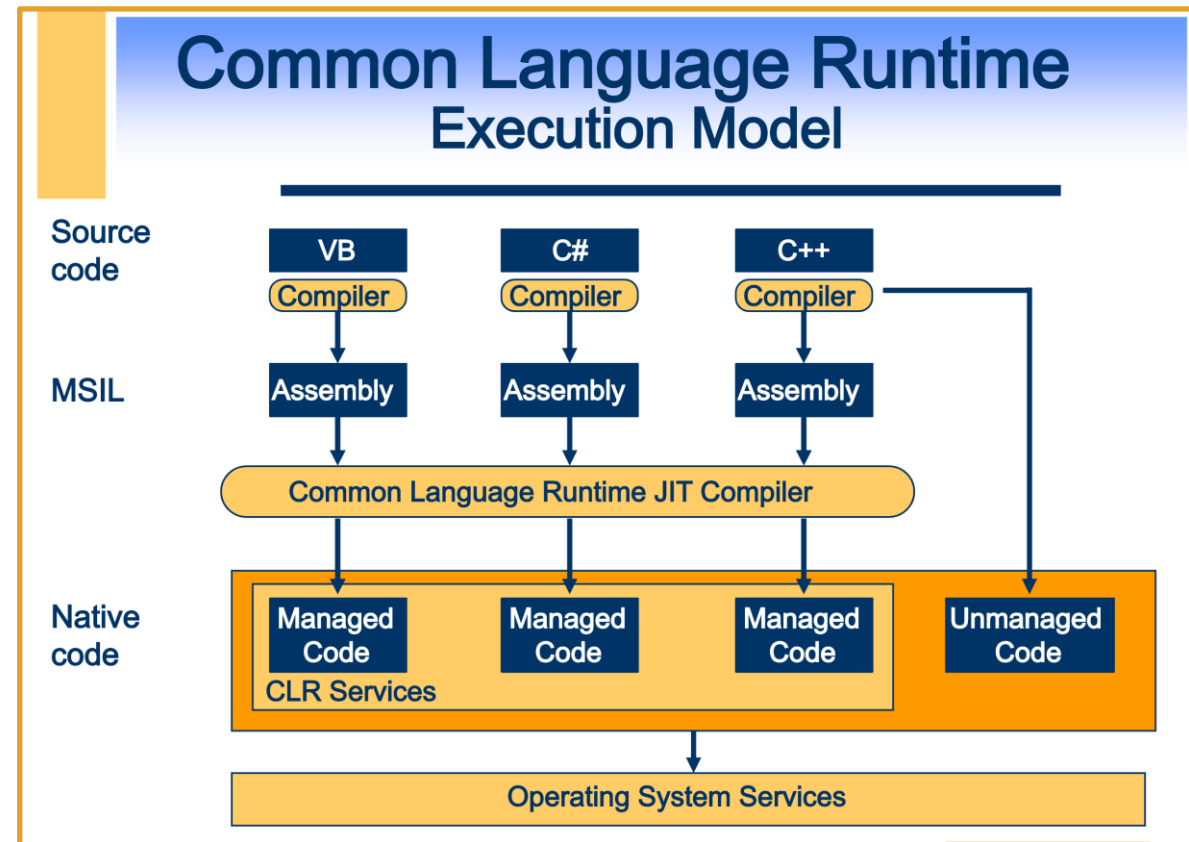 Common Language Runtime
Execution Model
Source
code
VB
C#
C++
Compiler
Compiler
Compiler
MSIL
Assembly
Assembly
Assembly
Common Language Runtime JIT Compiler
Native
code
Managed
Code
Managed
Code
Managed
Code
Unmanaged
Code
CLR Services
Operating System Services